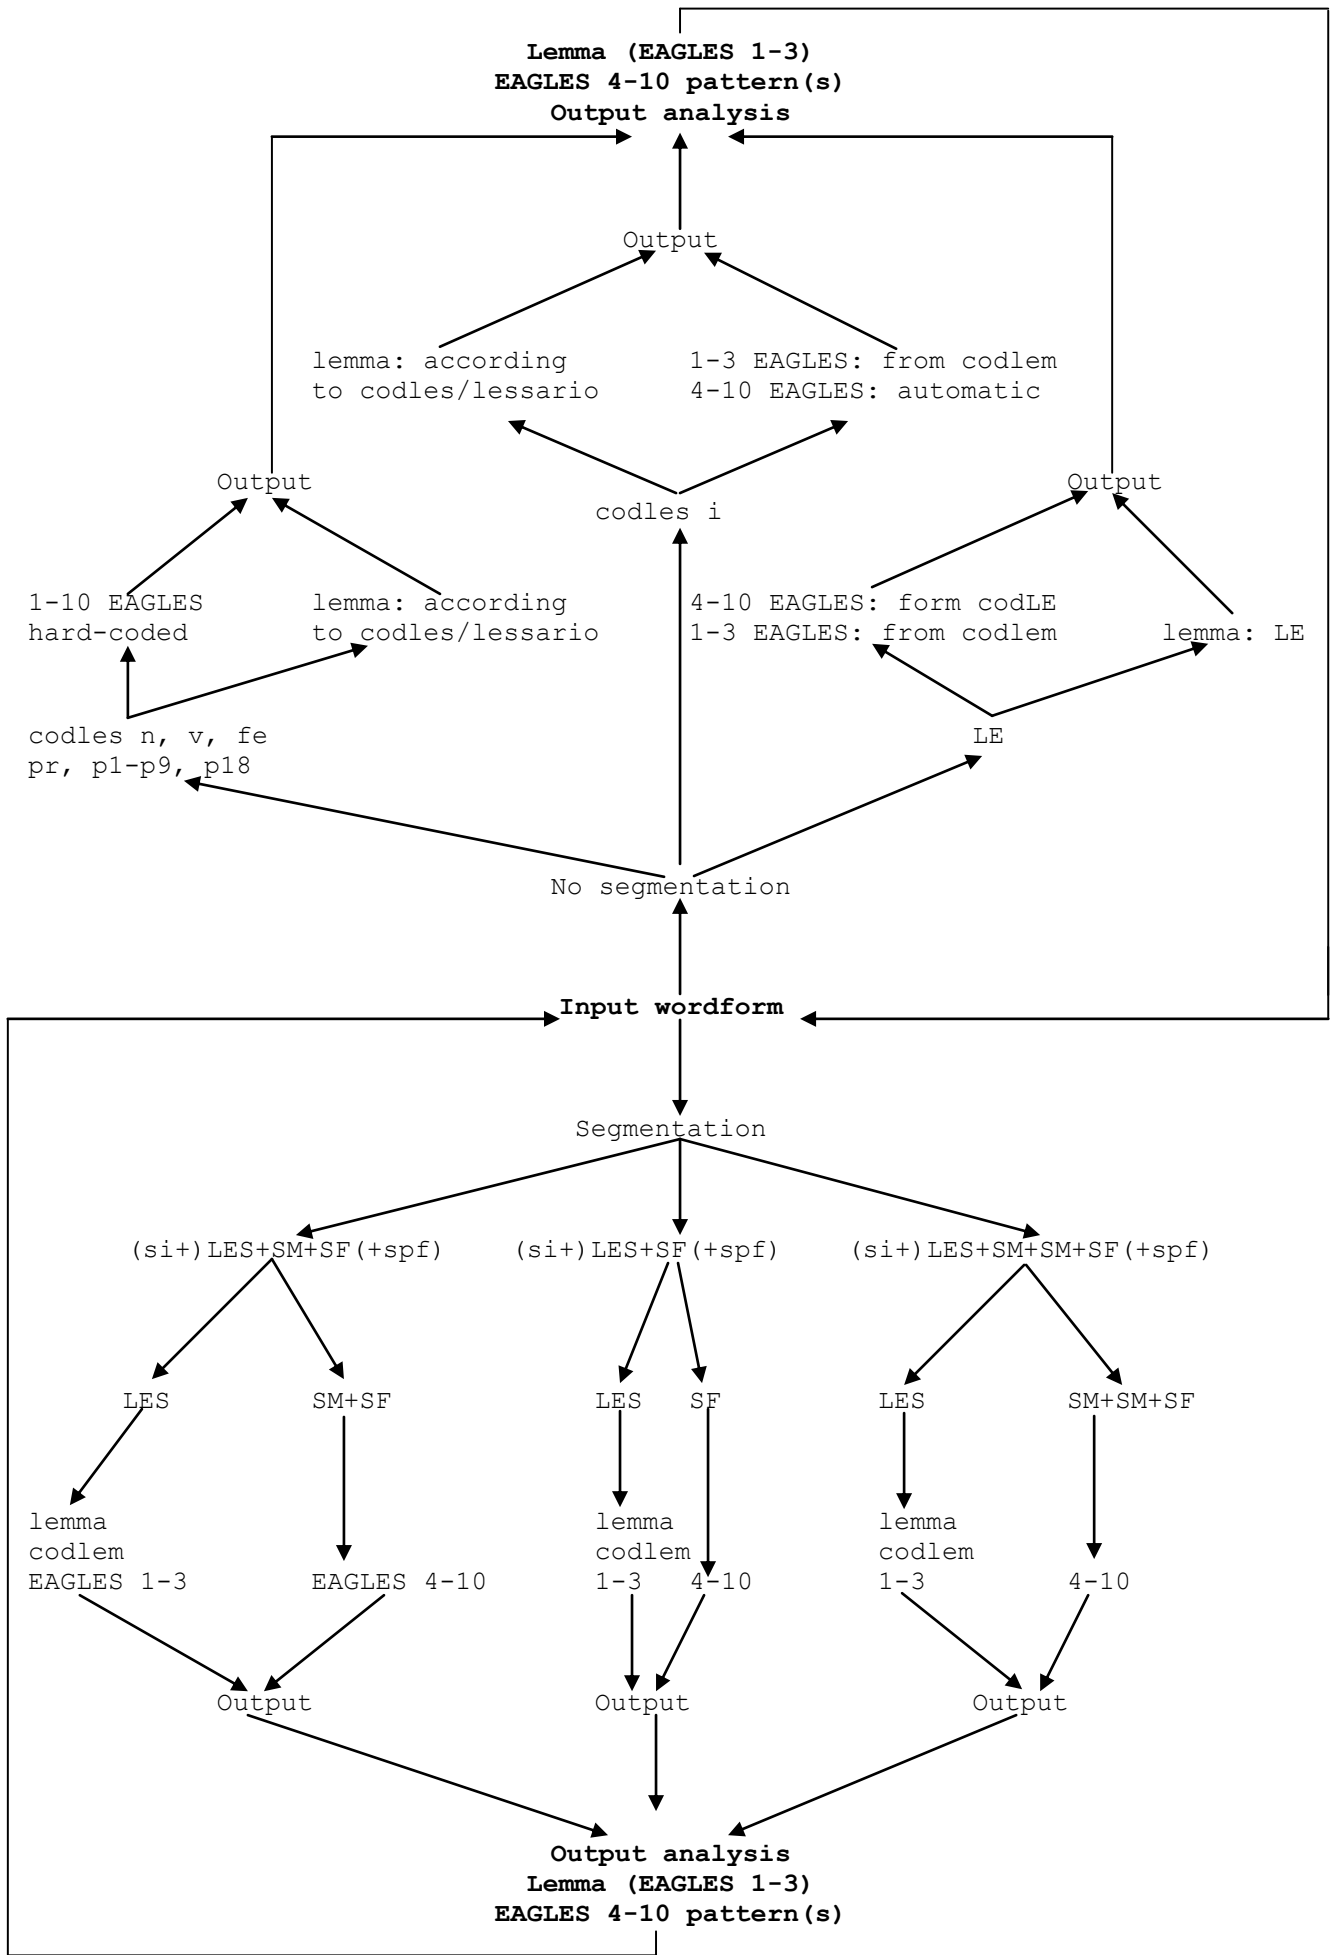 Lemma (EAGLES 1-3)
EAGLES 4-10 pattern(s)
Output analysis
Output
lemma: according
to codles/lessario
1-3 EAGLES: from codlem
4-10 EAGLES: automatic
Output
codles i
Output
1-10 EAGLES
hard-coded
lemma: according
to codles/lessario
4-10 EAGLES: form codLE
1-3 EAGLES: from codlem
lemma: LE
codles n, v, fe
pr, p1-p9, p18
LE
No segmentation
Input wordform
Segmentation
(si+)LES+SM+SF(+spf)
(si+)LES+SF(+spf)
(si+)LES+SM+SM+SF(+spf)
LES
SM+SF
LES
SF
LES
SM+SM+SF
lemma
codlem
EAGLES 1-3
EAGLES 4-10
lemma
codlem
1-3
4-10
lemma
codlem
1-3
4-10
Output
Output
Output
Output analysis
Lemma (EAGLES 1-3)
EAGLES 4-10 pattern(s)